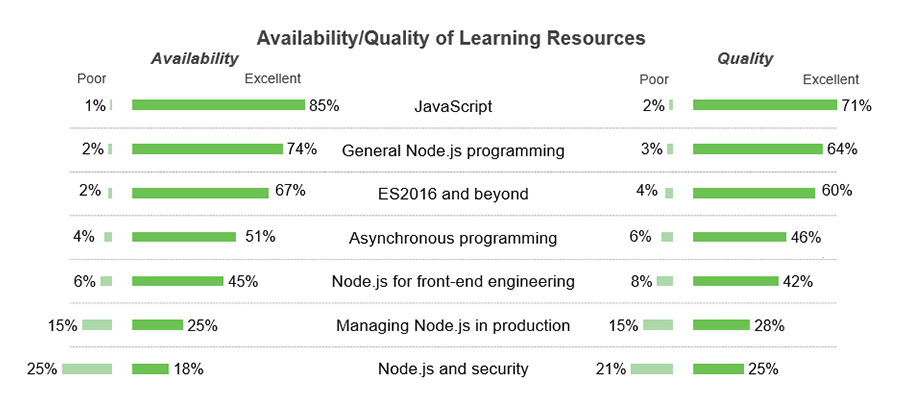 Availability/Quality of Learning Resources
Availability Quality
Poor Excellent Poor Excellent
1% 85% JavaScript 2% 71%
2% 74% General Node.js programming 3% 64%
2% 67% ES2016 and beyond 4% 60%
4% 51% Asynchronous programming 6% 46%
6% 45% Node.js for front-end engineering 8% 42%
15% 25% Managing Node.js in production 15% 28%
25% 18% Node.js and security 21% 25%